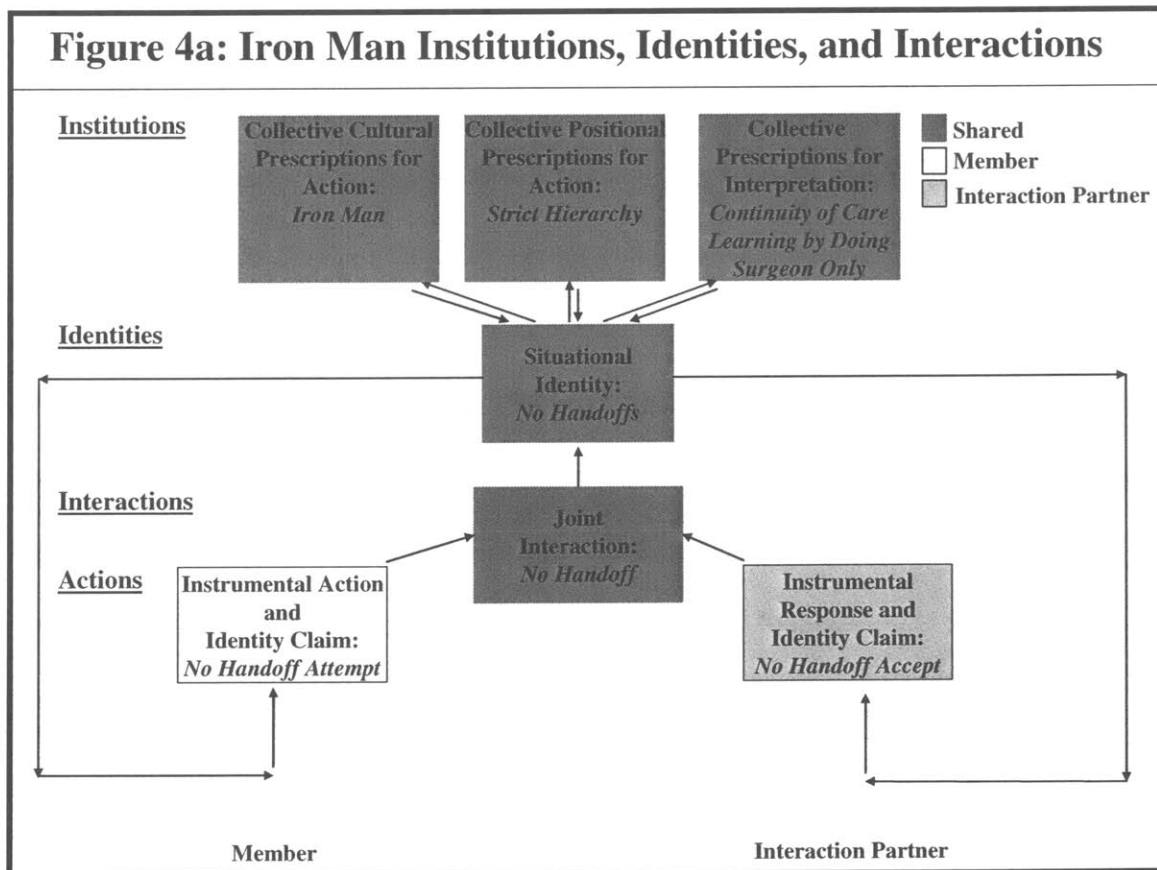 Figure 4a: Iron Man Institutions, Identities, and Interactions
Institutions
Collective Cultural
Prescriptions for
Action:
Iron Man
Collective Positional
Prescriptions for
Action:
Strict Hierarchy
Collective
Prescriptions for
Interpretation:
Continuity of Care
Learning by Doing
Surgeon Only
Shared
Member
Interaction Partner
Identities
Situational
Identity:
No Handoffs
Interactions
Joint
Interaction:
No Handoff
Actions
Instrumental Action
and
Identity Claim:
No Handoff Attempt
Instrumental
Response and
Identity Claim:
No Handoff Accept
Member
Interaction Partner